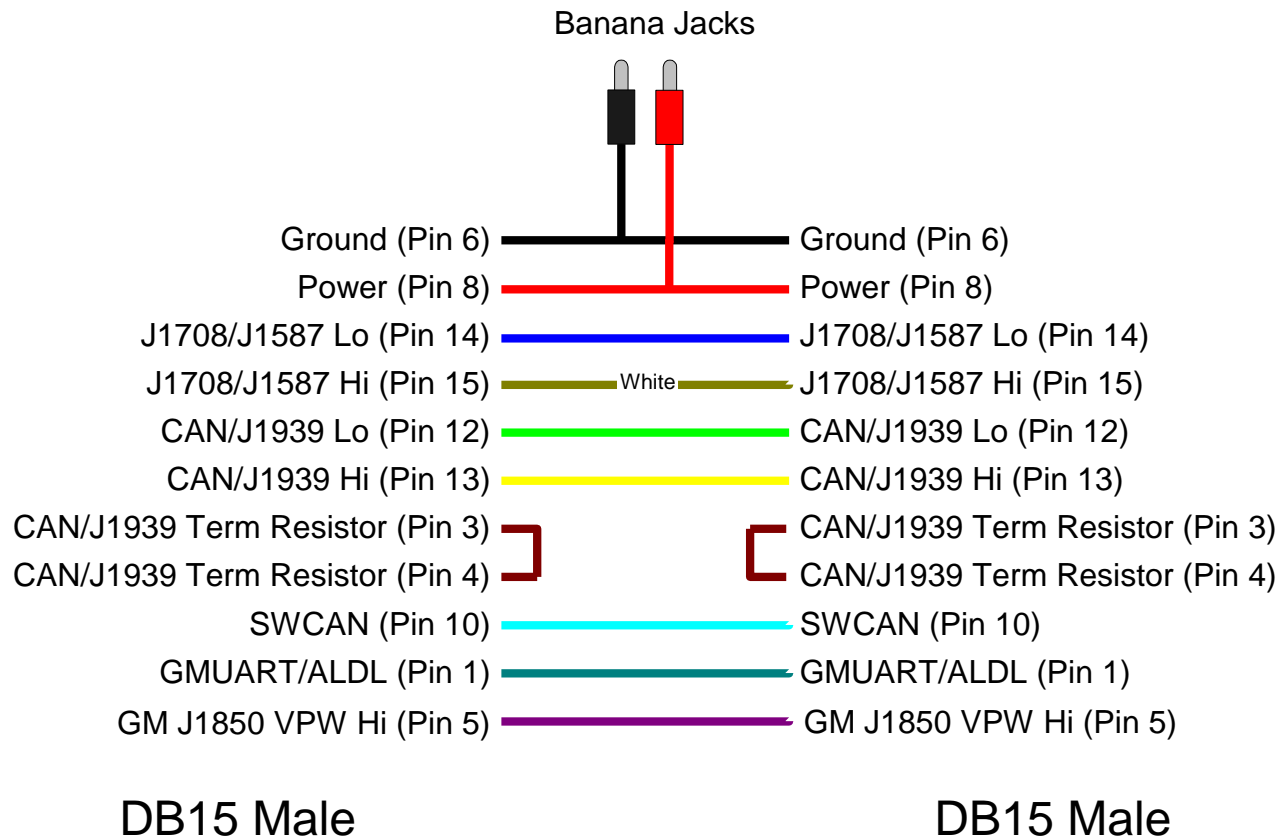 Banana Jacks
Ground (Pin 6) Ground (Pin 6)
Power (Pin 8) Power (Pin 8)
J1708/J1587 Lo (Pin 14) J1708/J1587 Lo (Pin 14)
J1708/J1587 Hi (Pin 15) White J1708/J1587 Hi (Pin 15)
CAN/J1939 Lo (Pin 12) CAN/J1939 Lo (Pin 12)
CAN/J1939 Hi (Pin 13) CAN/J1939 Hi (Pin 13)
CAN/J1939 Term Resistor (Pin 3) CAN/J1939 Term Resistor (Pin 3)
CAN/J1939 Term Resistor (Pin 4) CAN/J1939 Term Resistor (Pin 4)
SWCAN (Pin 10) SWCAN (Pin 10)
GMUART/ALDL (Pin 1) GMUART/ALDL (Pin 1)
GM J1850 VPW Hi (Pin 5) GM J1850 VPW Hi (Pin 5)
DB15 Male DB15 Male